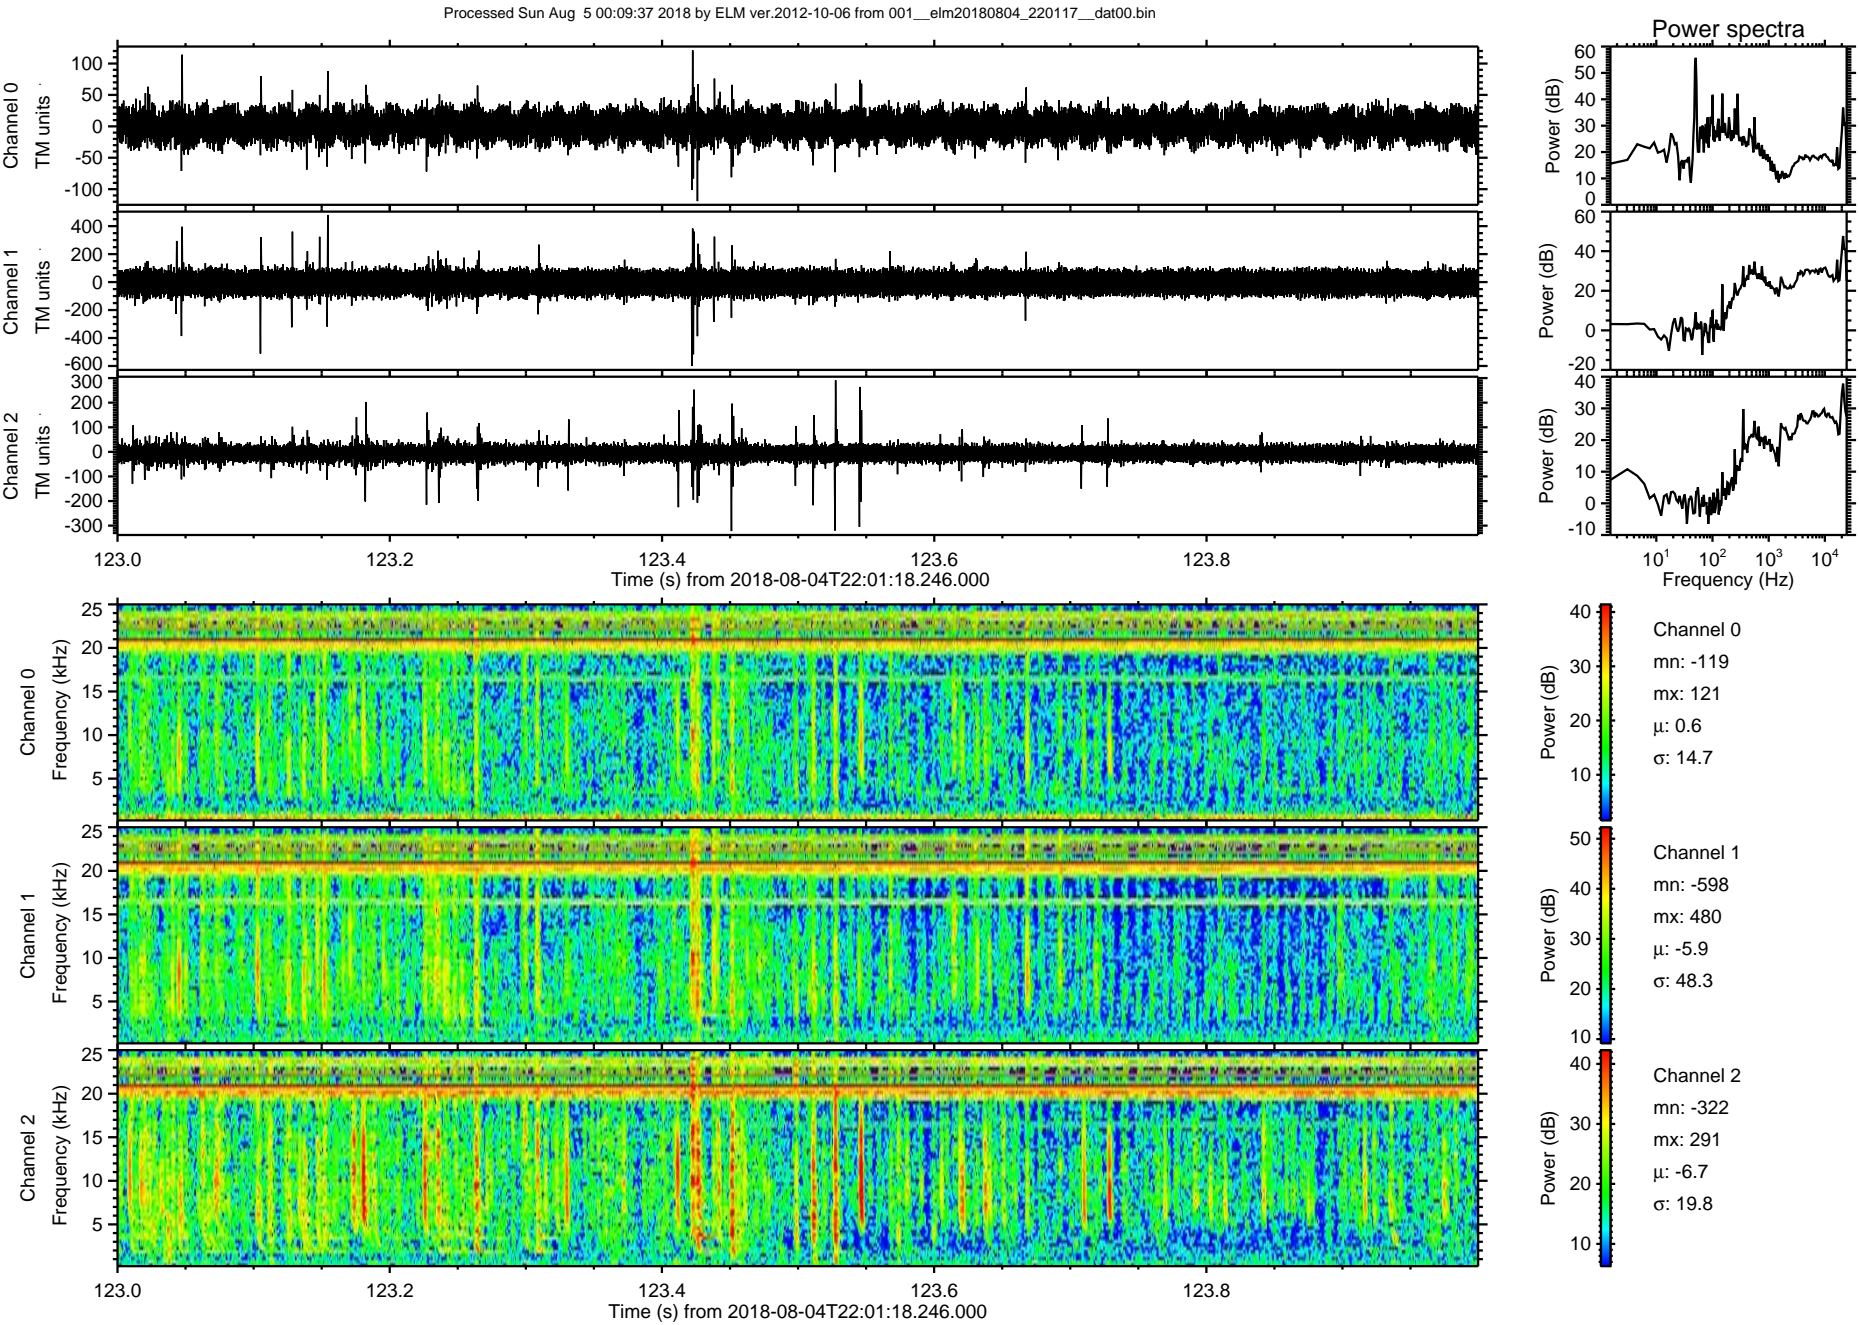 Processed Sun Aug  5 00:09:37 2018 by ELM ver.2012-10-06 from 001__elm20180804_220117__dat00.bin
Power spectra
Channel 0
TM units
100
50
0
-50
-100
Power (dB)
60
50
40
30
20
10
0
Channel 1
TM units
400
200
0
-200
-400
-600
Power (dB)
60
40
20
0
-20
Channel 2
TM units
300
200
100
0
-100
-200
-300
Power (dB)
40
30
20
10
0
-10
123.0 123.2 123.4 123.6 123.8
Time (s) from 2018-08-04T22:01:18.246.000
10^1 10^2 10^3 10^4
Frequency (Hz)
Channel 0
Frequency (kHz)
25
20
15
10
5
Power (dB)
40
30
20
10
Channel 0
mn: -119
mx: 121
μ: 0.6
σ: 14.7
Channel 1
Frequency (kHz)
25
20
15
10
5
Power (dB)
50
40
30
20
10
Channel 1
mn: -598
mx: 480
μ: -5.9
σ: 48.3
Channel 2
Frequency (kHz)
25
20
15
10
5
Power (dB)
40
30
20
10
Channel 2
mn: -322
mx: 291
μ: -6.7
σ: 19.8
123.0 123.2 123.4 123.6 123.8
Time (s) from 2018-08-04T22:01:18.246.000